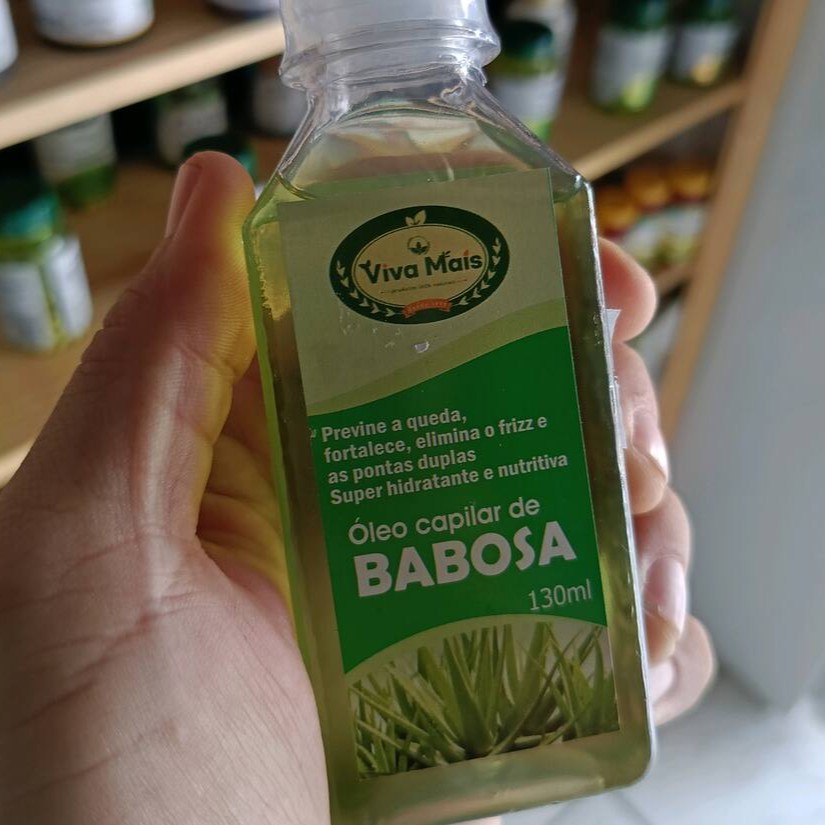 Viva Mais
Previne a queda,
fortalece, elimina o frizz e
as pontas duplas
Super hidratante e nutritiva
Óleo capilar de
BABOSA
130ml